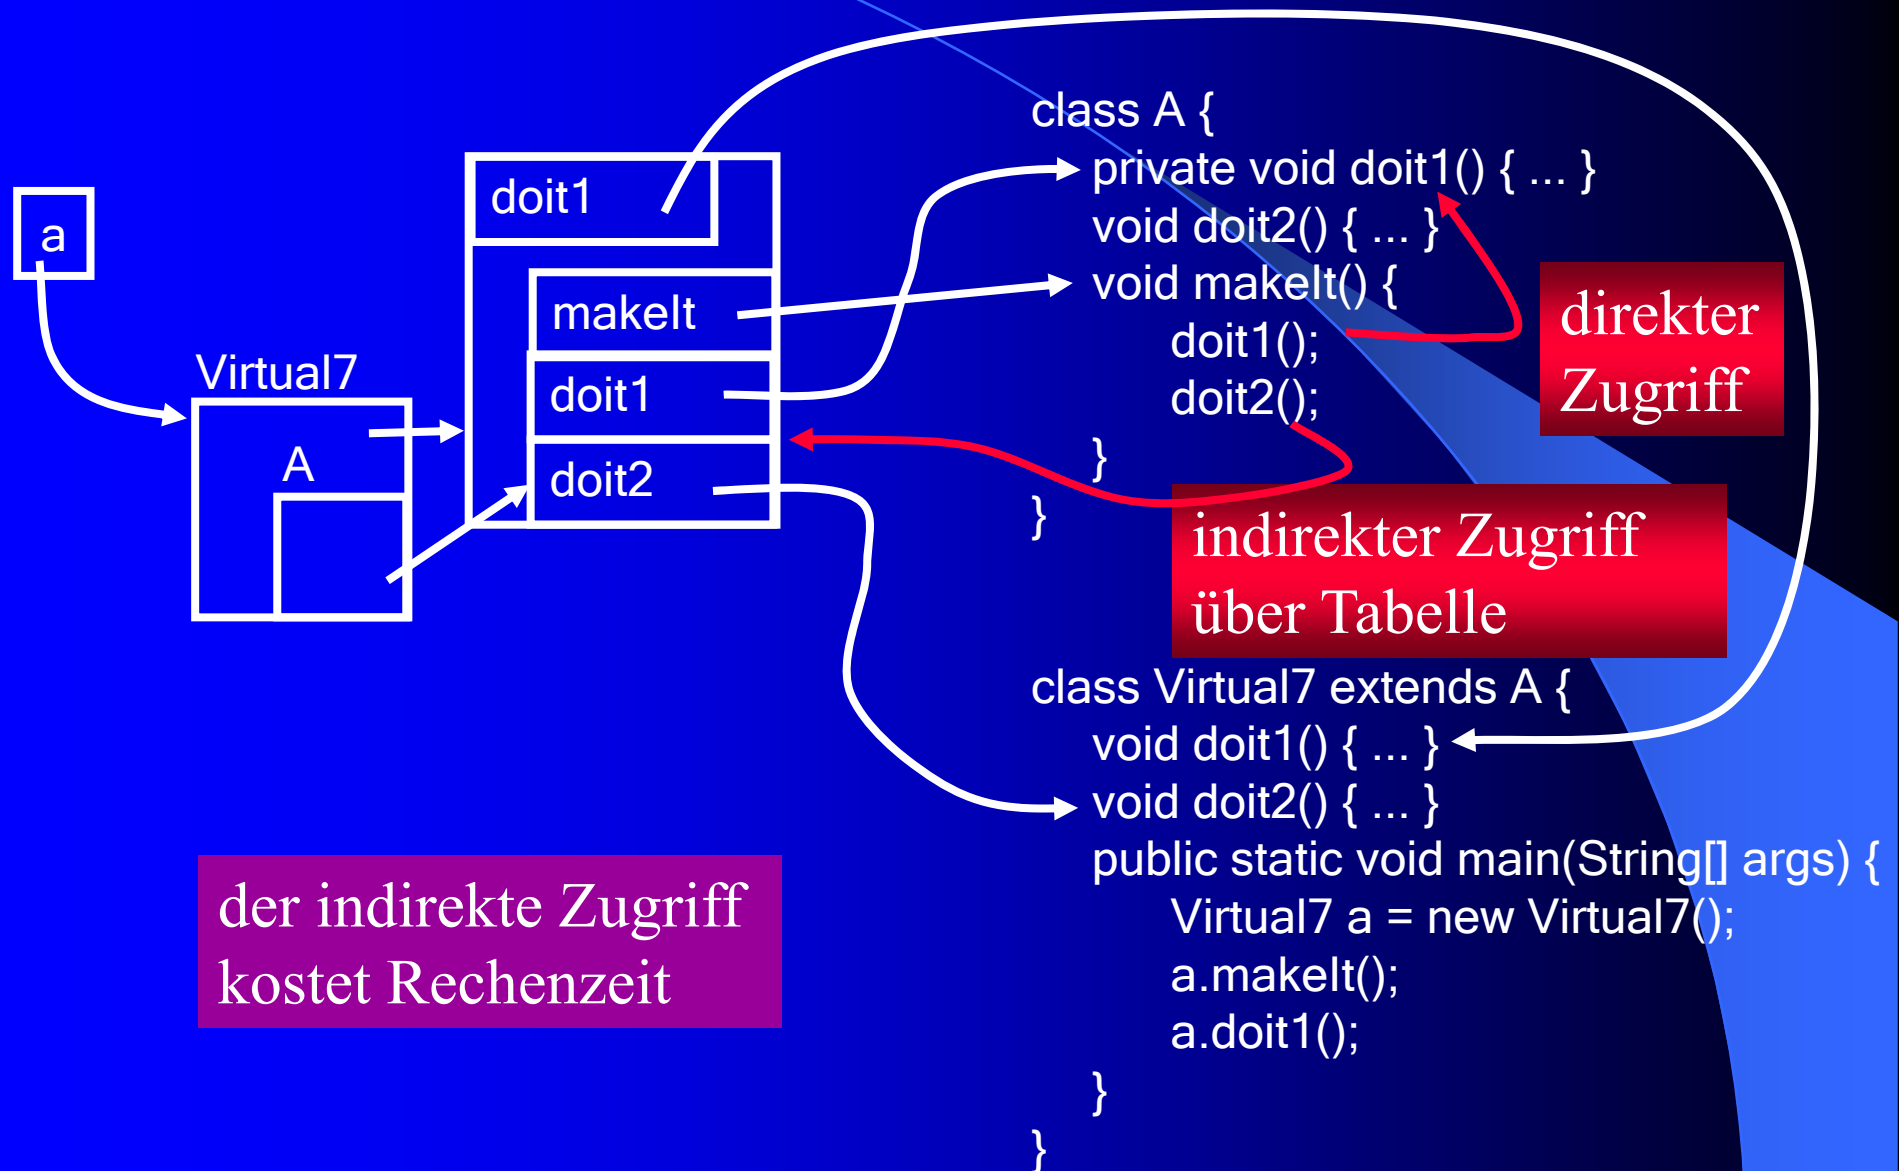 a
Virtual7
A
doit1
makeIt
doit1
doit2
class A {
private void doit1() { ... }
void doit2() { ... }
void makeIt() {
doit1();
doit2();
}
}
direkter
Zugriff
indirekter Zugriff
über Tabelle
class Virtual7 extends A {
void doit1() { ... }
void doit2() { ... }
public static void main(String[] args) {
Virtual7 a = new Virtual7();
a.makeIt();
a.doit1();
}
}
der indirekte Zugriff
kostet Rechenzeit